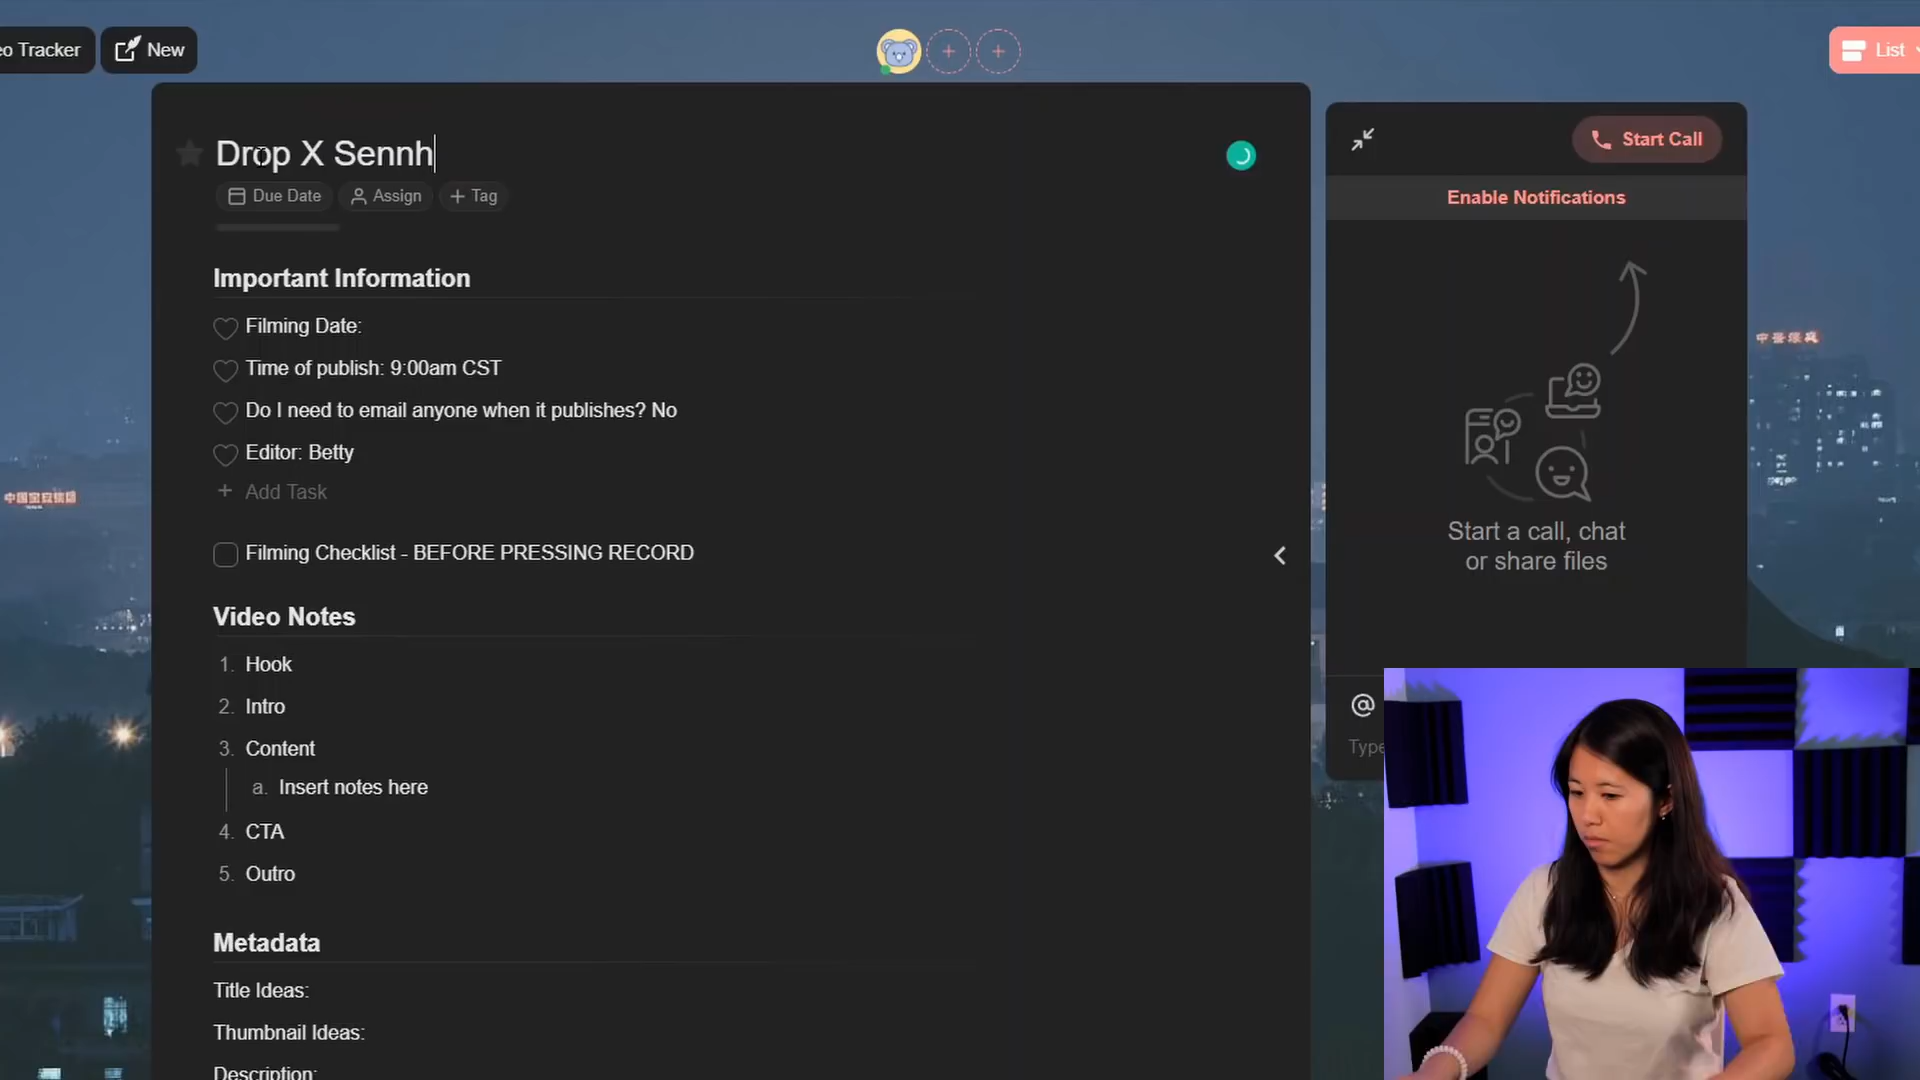 eo Tracker
New
List
Drop X Sennh
Due Date
Assign
+ Tag
Start Call
Enable Notifications
Important Information
Filming Date:
Time of publish: 9:00am CST
Do I need to email anyone when it publishes? No
Editor: Betty
+ Add Task
Filming Checklist - BEFORE PRESSING RECORD
Start a call, chat
or share files
Video Notes
1. Hook
2. Intro
3. Content
a. Insert notes here
4. CTA
5. Outro
@
Type
Metadata
Title Ideas:
Thumbnail Ideas:
Description: